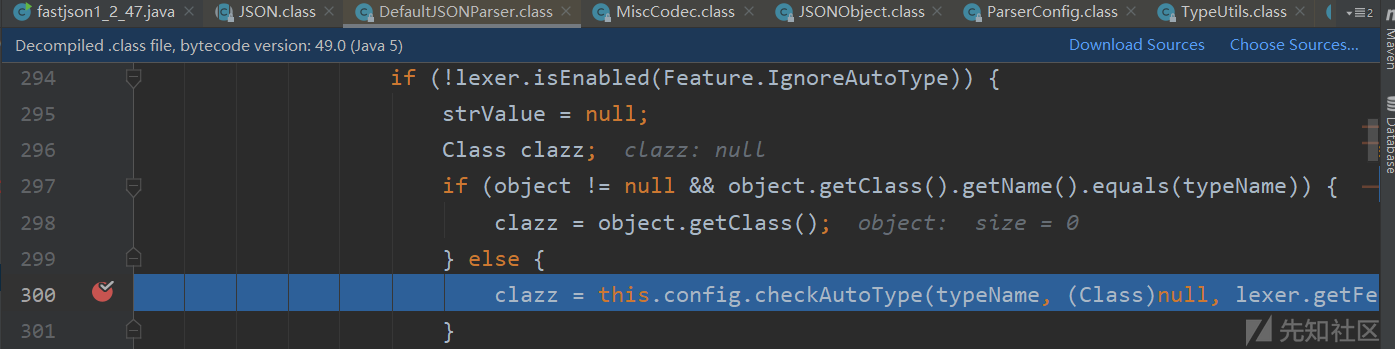 fastjson1_2_47.java JSON.class DefaultJSONParser.class MiscCodec.class JSONObject.class ParserConfig.class TypeUtils.class 2
Decompiled .class file, bytecode version: 49.0 (Java 5) Download Sources Choose Sources...
Maven
Database
294 if (!lexer.isEnabled(Feature.IgnoreAutoType)) {
295 strValue = null;
296 Class clazz; clazz: null
297 if (object != null && object.getClass().getName().equals(typeName)) {
298 clazz = object.getClass(); object: size = 0
299 } else {
300 clazz = this.config.checkAutoType(typeName, (Class)null, lexer.getFe
301 }
先知社区